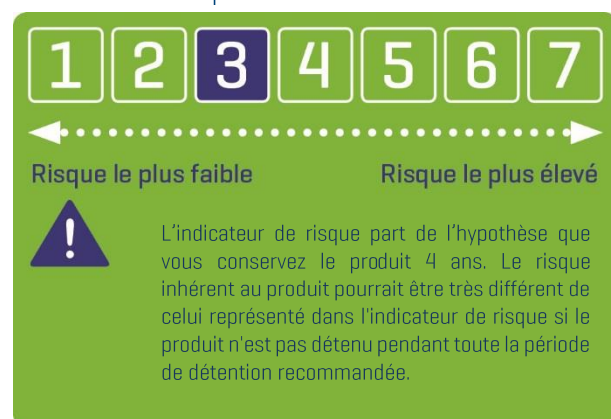 1 2 3 4 5 6 7
Risque le plus faible Risque le plus élevé
L'indicateur de risque part de l'hypothèse que
vous conservez le produit 4 ans. Le risque
inhérent au produit pourrait être très différent de
celui représenté dans l'indicateur de risque si le
produit n'est pas détenu pendant toute la période
de détention recommandée.